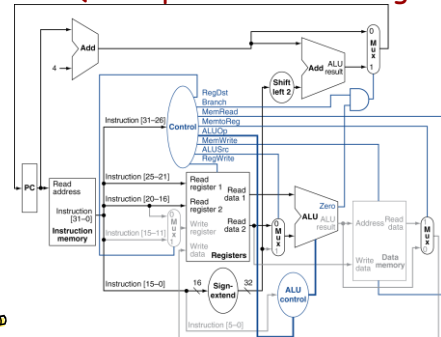 Add
4
Add
ALU
result
0
M
u
x
1
Shift
left 2
RegDst
Branch
MemRead
MemtoReg
ALUOp
MemWrite
ALUSrc
RegWrite
Control
Instruction [31–26]
PC
Read
address
Instruction
[31–0]
Instruction
memory
Instruction [25–21]
Instruction [20–16]
Instruction [15–11]
0
M
u
x
1
Read
register 1
Read
register 2
Write
register
Write
data
Read
data 1
Read
data 2
Registers
0
M
u
x
1
Zero
ALU
ALU
result
Address
Read
data
Write
data
Data
memory
1
M
u
x
0
Instruction [15–0]
16
Sign-
extend
32
ALU
control
Instruction [5–0]